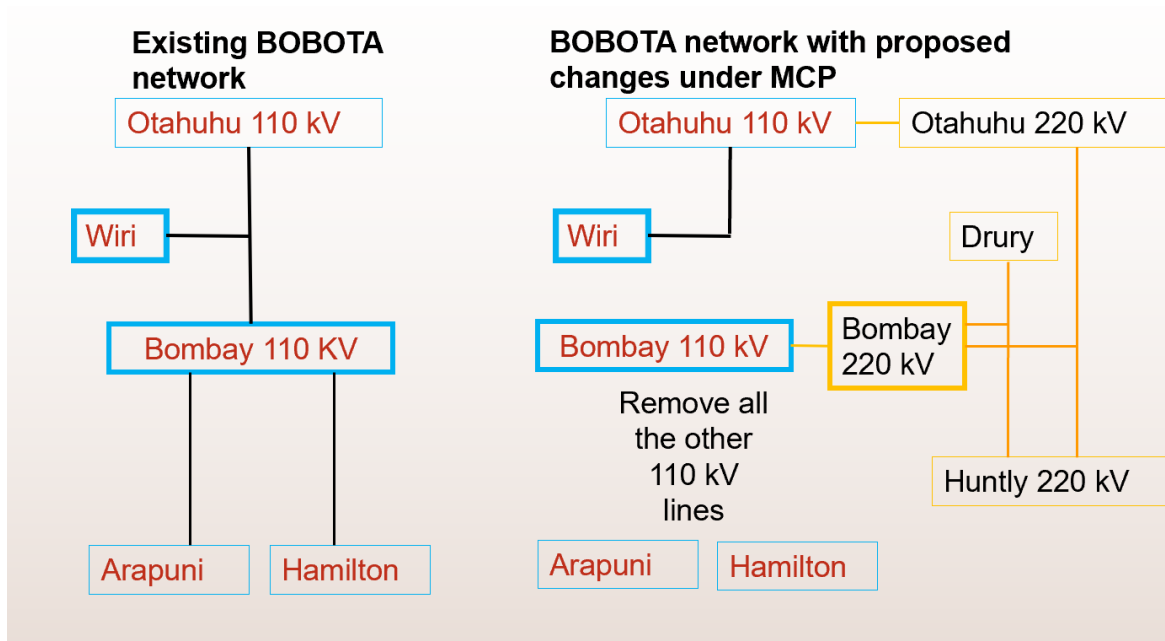 Existing BOBOTA
network
Otahuhu 110 kV
Wiri
Bombay 110 KV
Arapuni
Hamilton
BOBOTA network with proposed
changes under MCP
Otahuhu 110 kV
Otahuhu 220 kV
Wiri
Drury
Bombay 110 kV
Bombay
220 kV
Remove all
the other
110 kV
lines
Huntly 220 kV
Arapuni
Hamilton